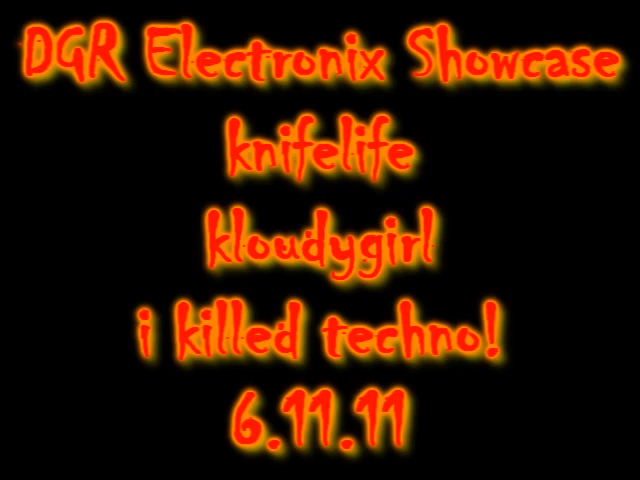 DGR Electronix Showcase
knifelife
kloudygirl
i killed techno!
6.11.11